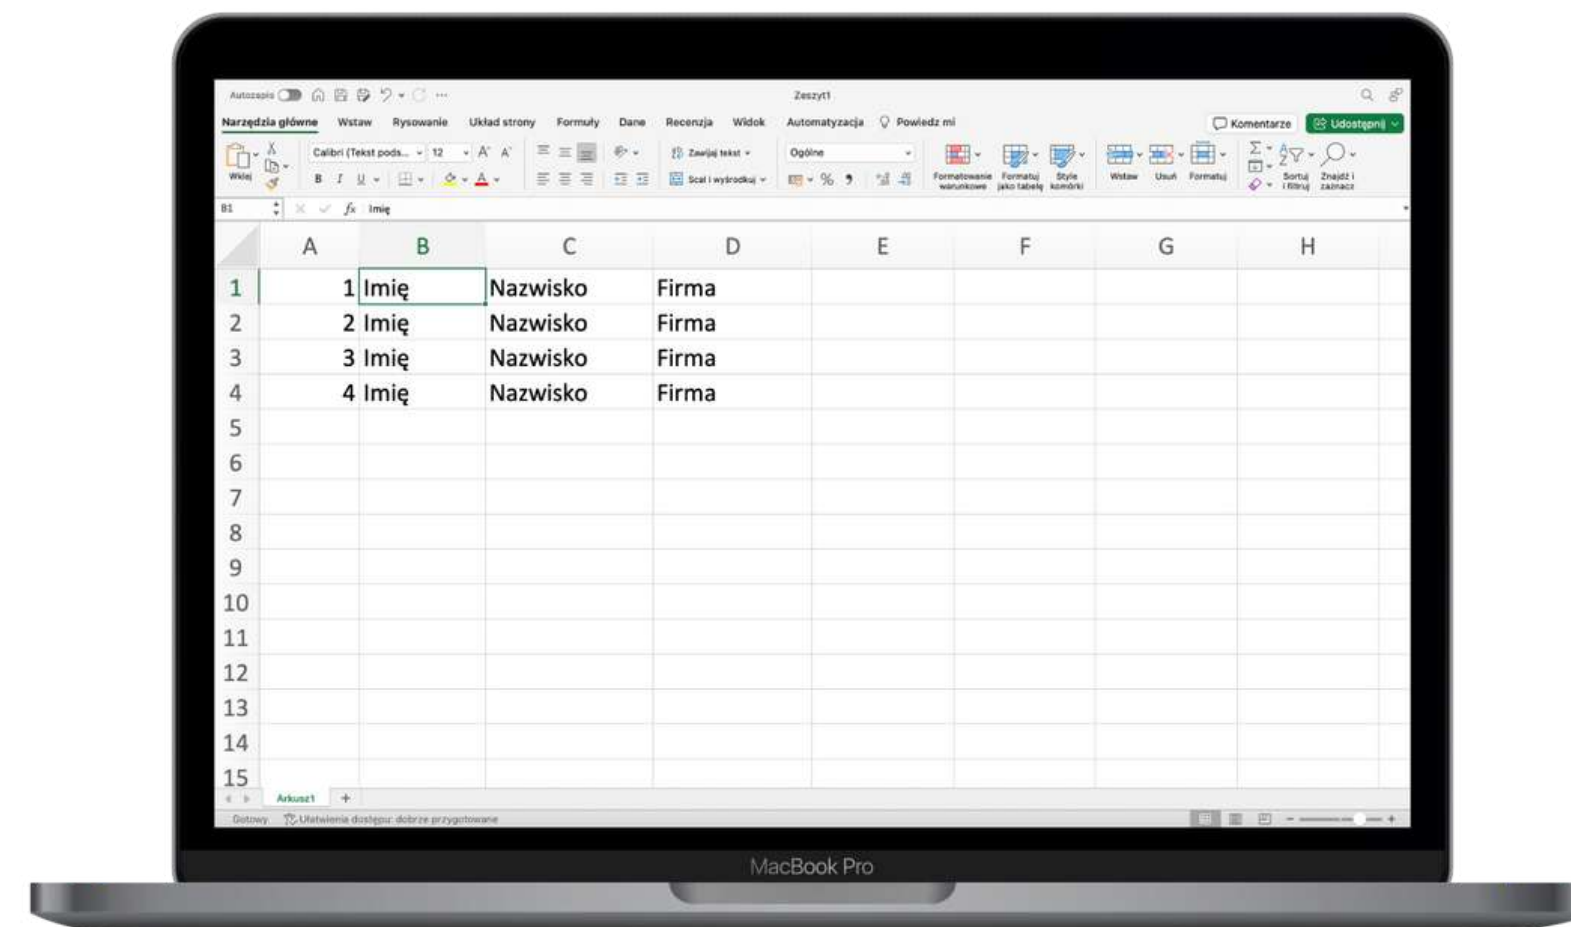 Autozapis Zeszyt1
Narzędzia główne Wstaw Rysowanie Układ strony Formuły Dane Recenzja Widok Automatyzacja Powiedz mi Komentarze Udostępnij
Calibri (Tekst pods... 12 A^ A˅ Zawijaj tekst Ogólne
Wklej B I U A Scal i wyśrodkuj % Formatowanie warunkowe Formatuj jako tabelę Style komórki Wstaw Usuń Formatuj Sortuj i filtruj Znajdź i zaznacz
B1 fx Imię
A B C D E F G H
1 1 Imię Nazwisko Firma
2 2 Imię Nazwisko Firma
3 3 Imię Nazwisko Firma
4 4 Imię Nazwisko Firma
5
6
7
8
9
10
11
12
13
14
15
Arkusz1 +
Gotowy Ułatwienia dostępu: dobrze przygotowane
MacBook Pro